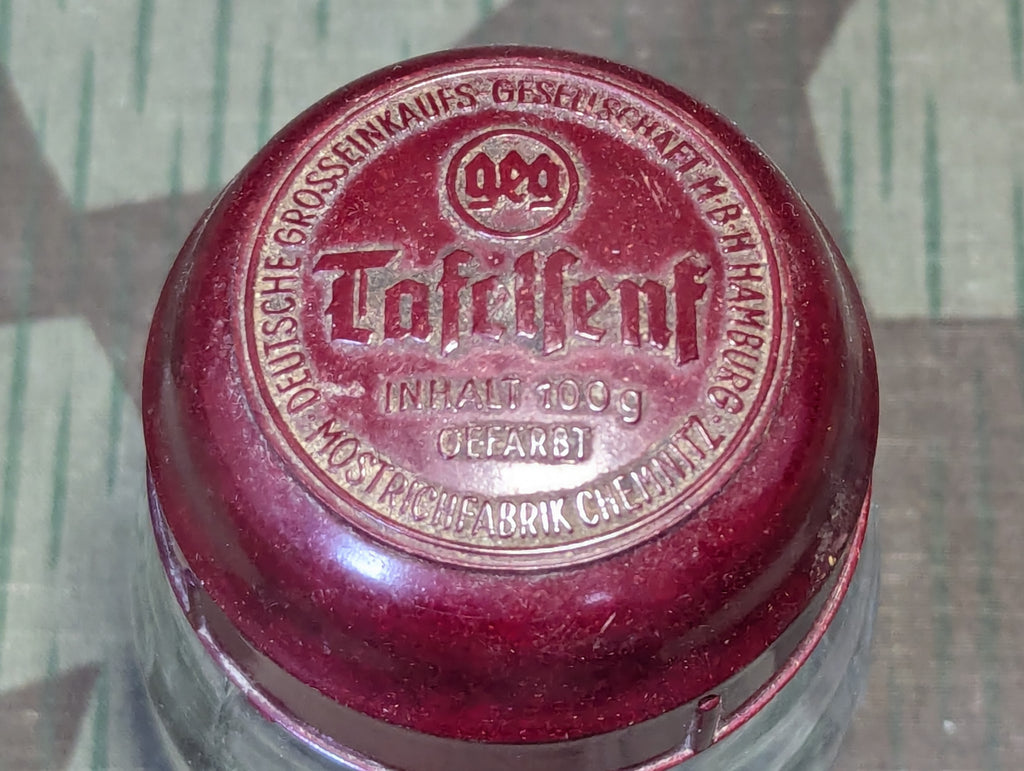 DEUTSCHE GROSSEINKAUFS-GESELLSCHAFT M·B·H HAMBURG
geg
Tafelsenf
INHALT 100g
GEFÄRBT
MOSTRICHFABRIK CHEMNITZ